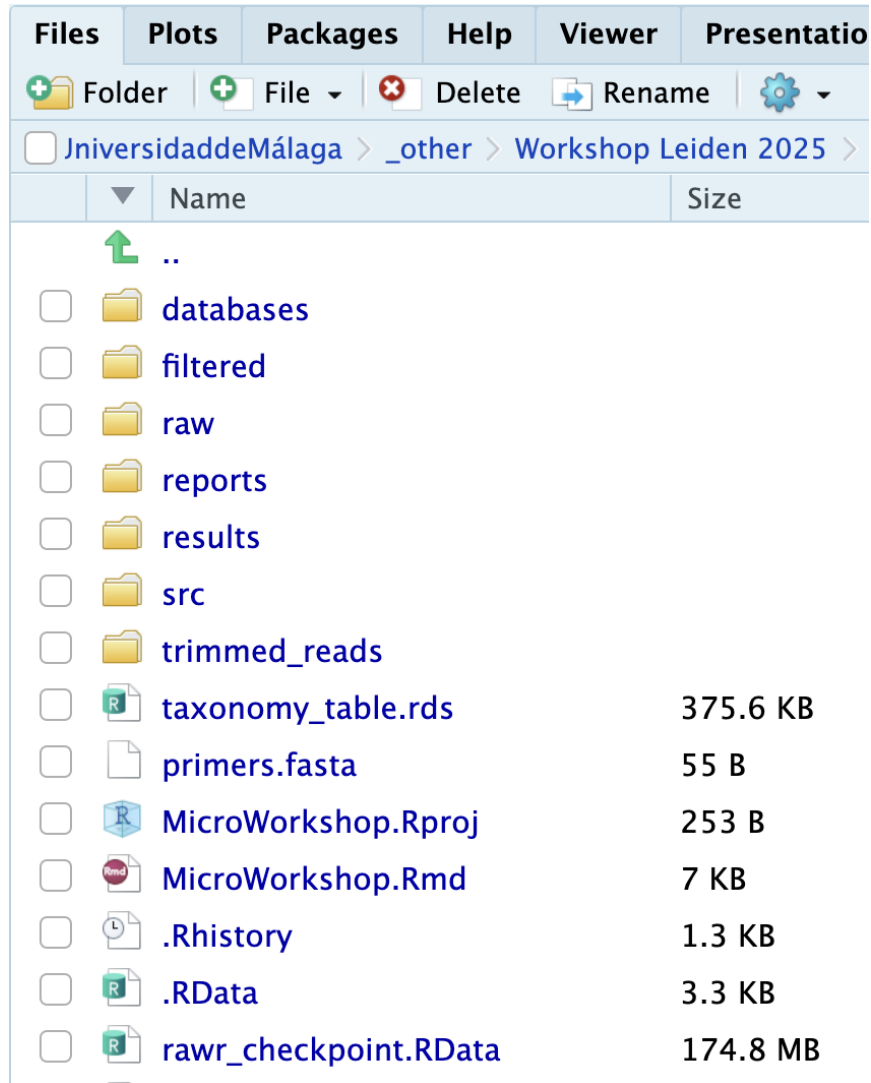 Files Plots Packages Help Viewer Presentatio
Folder File Delete Rename
JniversidaddeMálaga > _other > Workshop Leiden 2025 >
Name Size
..
databases
filtered
raw
reports
results
src
trimmed_reads
R taxonomy_table.rds 375.6 KB
primers.fasta 55 B
R MicroWorkshop.Rproj 253 B
Rmd MicroWorkshop.Rmd 7 KB
.Rhistory 1.3 KB
R .RData 3.3 KB
R rawr_checkpoint.RData 174.8 MB